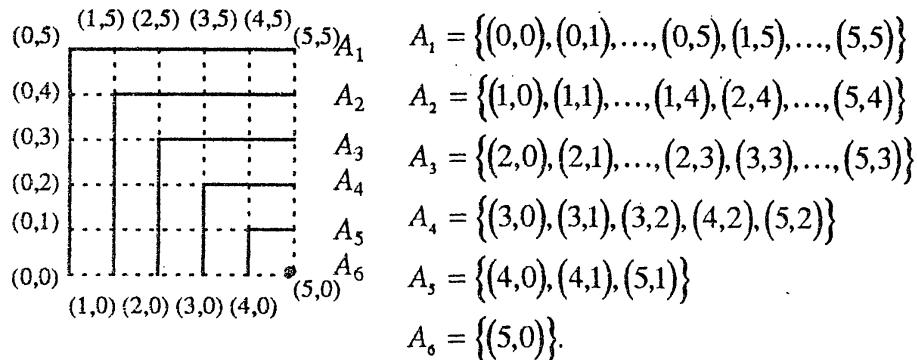 (1,5) (2,5) (3,5) (4,5)
(0,5) (5,5) A₁ A₁ = {(0,0),(0,1),…,(0,5),(1,5),…,(5,5)}
(0,4) A₂ A₂ = {(1,0),(1,1),…,(1,4),(2,4),…,(5,4)}
(0,3) A₃ A₃ = {(2,0),(2,1),…,(2,3),(3,3),…,(5,3)}
(0,2) A₄ A₄ = {(3,0),(3,1),(3,2),(4,2),(5,2)}
(0,1) A₅ A₅ = {(4,0),(4,1),(5,1)}
(0,0) A₆ A₆ = {(5,0)}.
(5,0)
(1,0) (2,0) (3,0) (4,0)